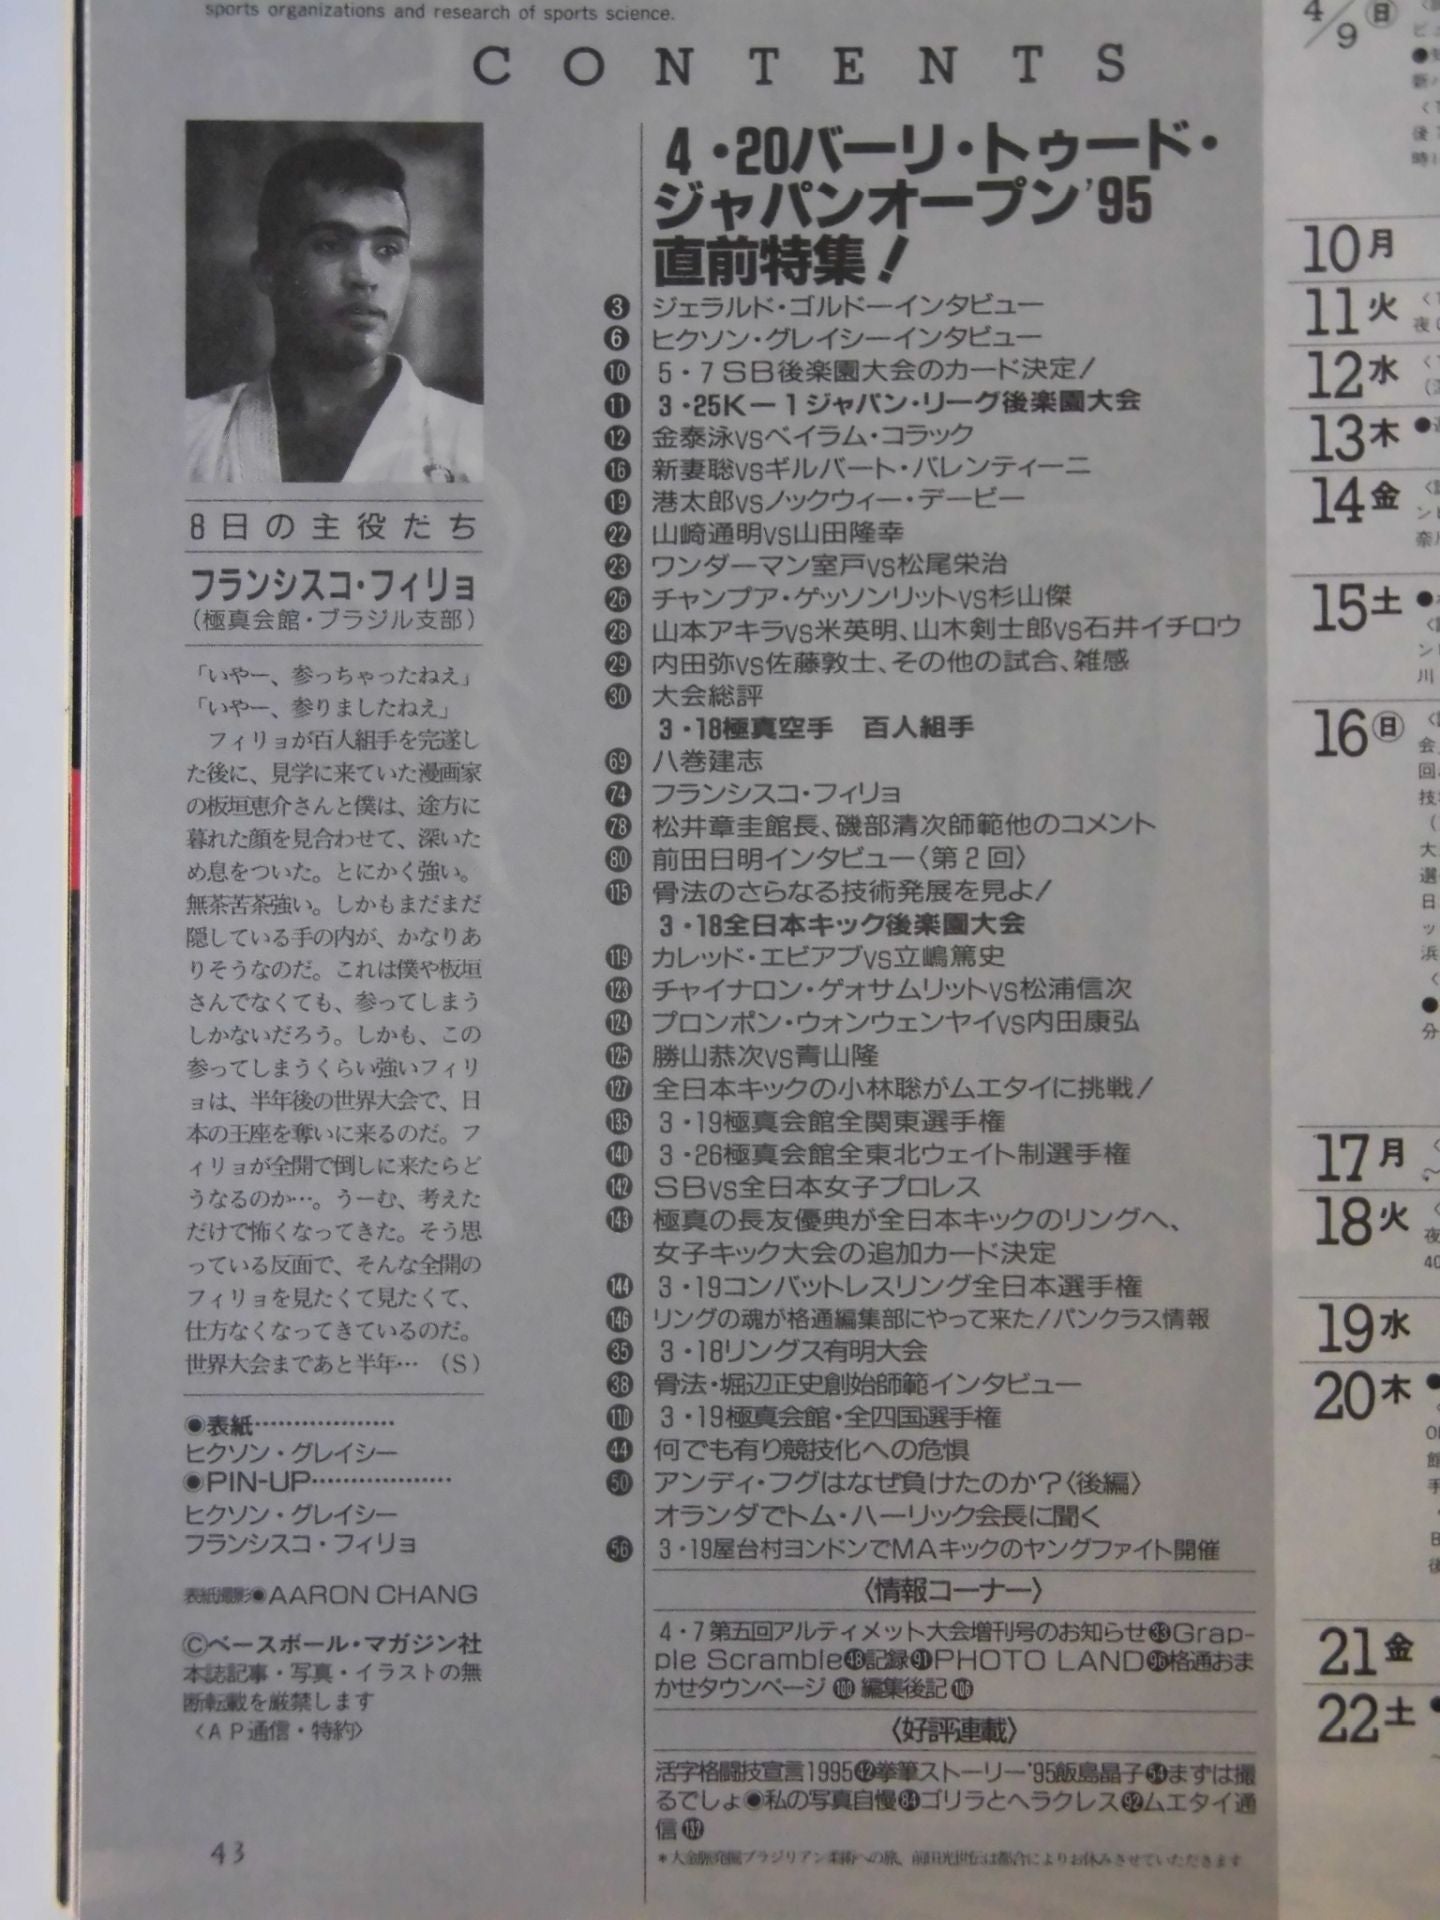 sports organizations and research of sports science.
CONTENTS
8日の主役たち
フランシスコ・フィリョ
(極真会館・ブラジル支部)
「いやー、参っちゃったねえ」
「いやー、参りましたねえ」
フィリョが百人組手を完遂し
た後に、見学に来ていた漫画家
の板垣恵介さんと僕は、途方に
暮れた顔を見合わせて、深いた
め息をついた。とにかく強い。
無茶苦茶強い。しかもまだまだ
隠している手の内が、かなりあ
りそうなのだ。これは僕や板垣
さんでなくても、参ってしまう
しかないだろう。しかも、この
参ってしまうくらい強いフィリ
ョは、半年後の世界大会で、日
本の王座を奪いに来るのだ。フ
ィリョが全開で倒しに来たらど
うなるのか…。うーむ、考えた
だけで怖くなってきた。そう思
っている反面で、そんな全開の
フィリョを見たくて見たくて、
仕方なくなってきているのだ。
世界大会まであと半年… (S)
◉表紙………………
ヒクソン・グレイシー
◉PIN-UP………………
ヒクソン・グレイシー
フランシスコ・フィリョ
表紙撮影◉AARON CHANG
©ベースボール・マガジン社
本誌記事・写真・イラストの無
断転載を厳禁します
〈AP通信・特約〉
43
4・20バーリ・トゥード・
ジャパンオープン'95
直前特集!
3 ジェラルド・ゴルドーインタビュー
6 ヒクソン・グレイシーインタビュー
10 5・7SB後楽園大会のカード決定!
11 3・25K-1ジャパン・リーグ後楽園大会
12 金泰泳vsベイラム・コラック
16 新妻聡vsギルバート・バレンティーニ
19 港太郎vsノックウィー・デービー
22 山崎通明vs山田隆幸
23 ワンダーマン室戸vs松尾栄治
26 チャンプア・ゲッソンリットvs杉山傑
28 山本アキラvs米英明、山木剣士郎vs石井イチロウ
29 内田弥vs佐藤敦士、その他の試合、雑感
30 大会総評
3・18極真空手 百人組手
69 八巻建志
74 フランシスコ・フィリョ
78 松井章圭館長、磯部清次師範他のコメント
80 前田日明インタビュー〈第2回〉
115 骨法のさらなる技術発展を見よ!
3・18全日本キック後楽園大会
119 カレッド・エビアブvs立嶋篤史
123 チャイナロン・ゲォサムリットvs松浦信次
124 プロンポン・ウォンウェンヤイvs内田康弘
125 勝山恭次vs青山隆
127 全日本キックの小林聡がムエタイに挑戦!
135 3・19極真会館全関東選手権
140 3・26極真会館全東北ウェイト制選手権
142 SBvs全日本女子プロレス
143 極真の長友優典が全日本キックのリングへ、
女子キック大会の追加カード決定
144 3・19コンバットレスリング全日本選手権
146 リングの魂が格通編集部にやって来た!パンクラス情報
35 3・18リングス有明大会
38 骨法・堀辺正史創始師範インタビュー
110 3・19極真会館・全四国選手権
44 何でも有り競技化への危惧
50 アンディ・フグはなぜ負けたのか?〈後編〉
オランダでトム・ハーリック会長に聞く
56 3・19屋台村ヨンドンでMAキックのヤングファイト開催
〈情報コーナー〉
4・7第五回アルティメット大会増刊号のお知らせ33Grap-
ple Scramble48記録91PHOTO LAND96格通おま
かせタウンページ100編集後記106
〈好評連載〉
活字格闘技宣言1995 42拳筆ストーリー'95飯島晶子54まずは撮
るでしょ◉私の写真自慢84ゴリラとヘラクレス92ムエタイ通
信132
*大金脈発掘ブラジリアン柔術への旅、前田光世伝は都合によりお休みさせていただきます
4/9 日
10 月
11 火
12 水
13 木
14 金
15 土
16 日
17 月
18 火
19 水
20 木
21 金
22 土